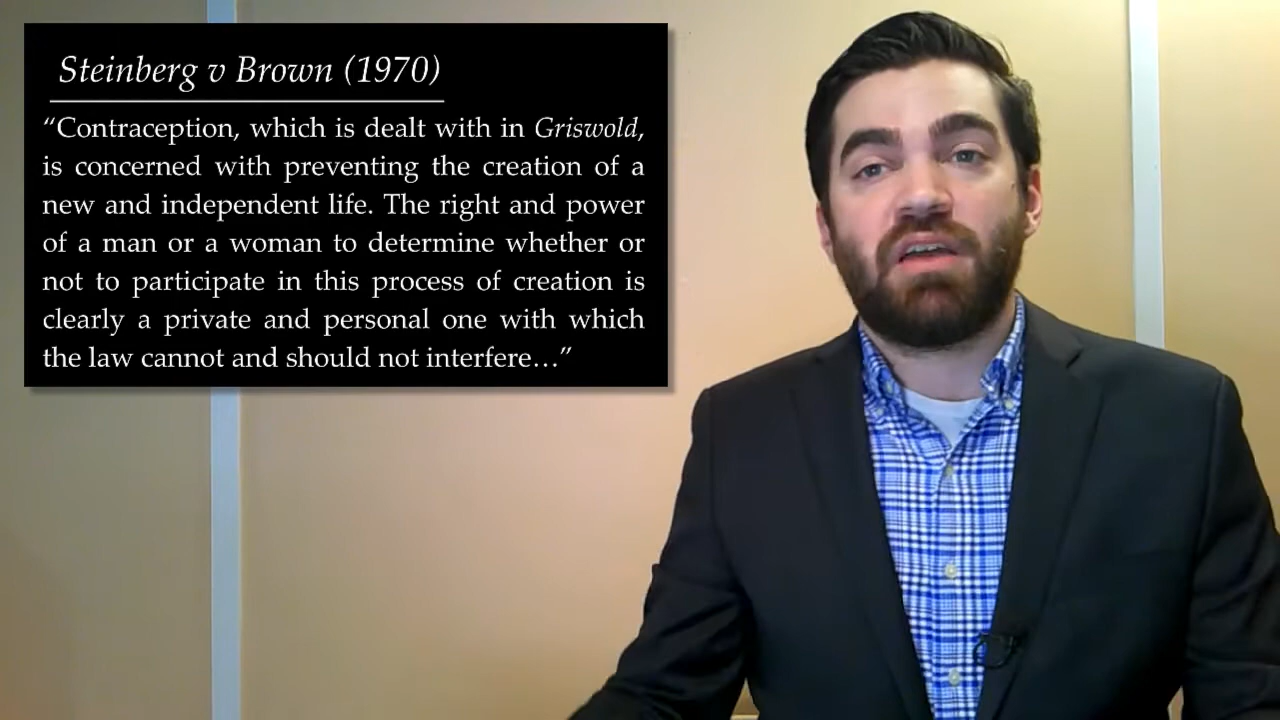 Steinberg v Brown (1970)
“Contraception, which is dealt with in Griswold,
is concerned with preventing the creation of a
new and independent life. The right and power
of a man or a woman to determine whether or
not to participate in this process of creation is
clearly a private and personal one with which
the law cannot and should not interfere…”